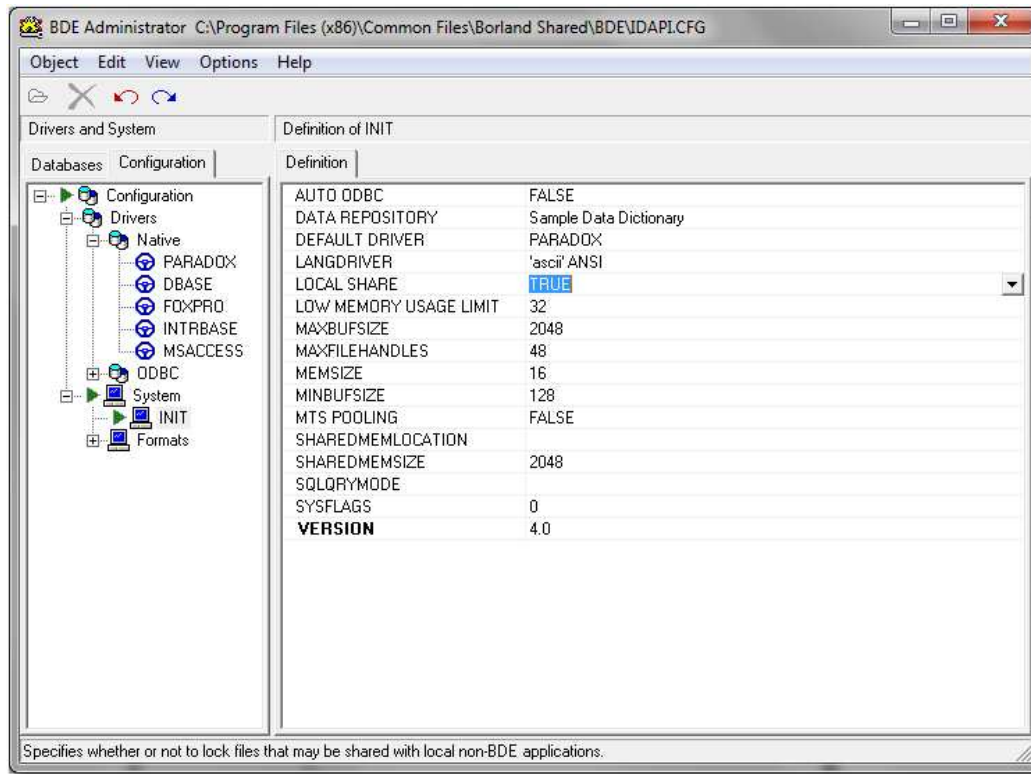 BDE Administrator C:\Program Files (x86)\Common Files\Borland Shared\BDE\IDAPI.CFG
Object Edit View Options Help
Drivers and System
Definition of INIT
Databases Configuration
Definition
Configuration
Drivers
Native
PARADOX
DBASE
FOXPRO
INTRBASE
MSACCESS
ODBC
System
INIT
Formats
AUTO ODBC FALSE
DATA REPOSITORY Sample Data Dictionary
DEFAULT DRIVER PARADOX
LANGDRIVER 'ascii' ANSI
LOCAL SHARE TRUE
LOW MEMORY USAGE LIMIT 32
MAXBUFSIZE 2048
MAXFILEHANDLES 48
MEMSIZE 16
MINBUFSIZE 128
MTS POOLING FALSE
SHAREDMEMLOCATION
SHAREDMEMSIZE 2048
SQLQRYMODE
SYSFLAGS 0
VERSION 4.0
Specifies whether or not to lock files that may be shared with local non-BDE applications.